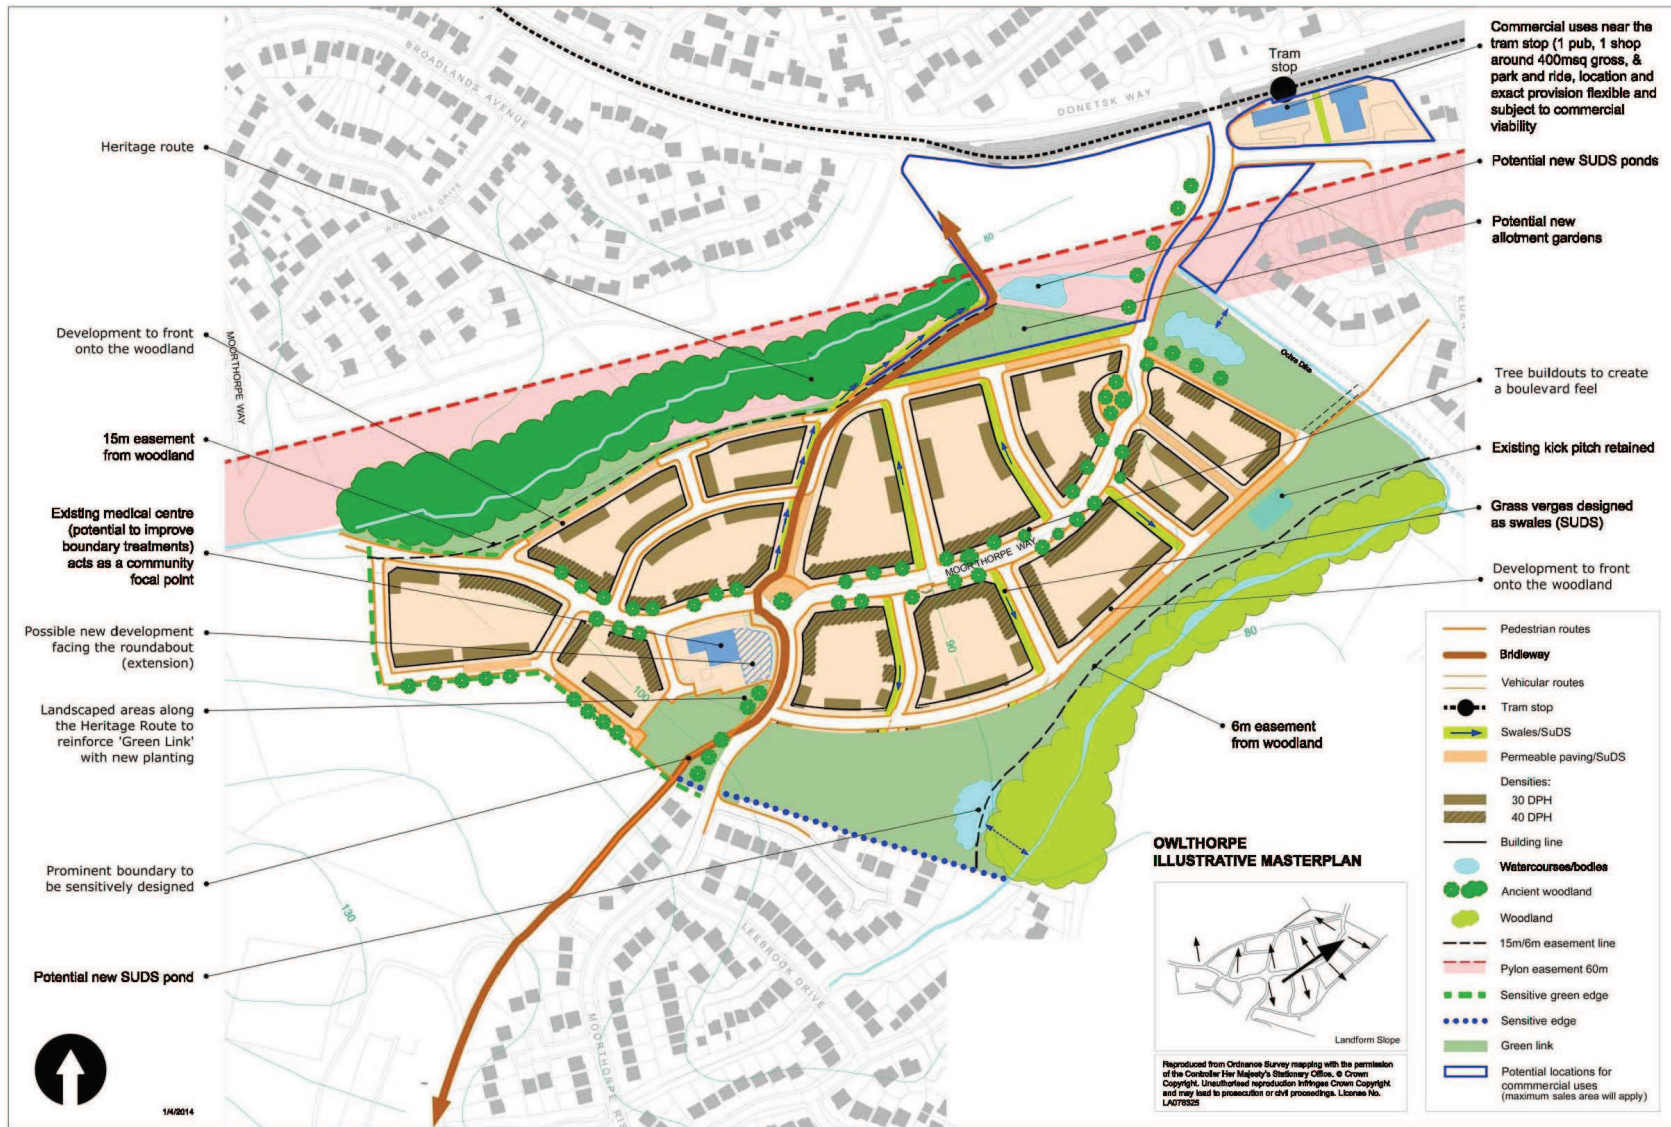 Heritage route
Development to front
onto the woodland
15m easement
from woodland
Existing medical centre
(potential to improve
boundary treatments)
acts as a community
focal point
Possible new development
facing the roundabout
(extension)
Landscaped areas along
the Heritage Route to
reinforce 'Green Link'
with new planting
Prominent boundary to
be sensitively designed
Potential new SUDS pond
1/4/2014
BROADLANDS AVENUE
MOORTHORPE WAY
DONETSK WAY
Tram
stop
80
Ochre Dike
MOORTHORPE WAY
90
80
100
130
LEEBROOK DRIVE
MOORTHORPE RIS
6m easement
from woodland
Commercial uses near the
tram stop (1 pub, 1 shop
around 400msq gross, &
park and ride, location and
exact provision flexible and
subject to commercial
viability
Potential new SUDS ponds
Potential new
allotment gardens
Tree buildouts to create
a boulevard feel
Existing kick pitch retained
Grass verges designed
as swales (SUDS)
Development to front
onto the woodland
OWLTHORPE
ILLUSTRATIVE MASTERPLAN
Landform Slope
Reproduced from Ordnance Survey mapping with the permission
of the Controller Her Majesty's Stationary Office. © Crown
Copyright. Unauthorised reproduction infringes Crown Copyright
and may lead to prosecution or civil proceedings. License No.
LA078325
Pedestrian routes
Bridleway
Vehicular routes
Tram stop
Swales/SuDS
Permeable paving/SuDS
Densities:
30 DPH
40 DPH
Building line
Watercourses/bodies
Ancient woodland
Woodland
15m/6m easement line
Pylon easement 60m
Sensitive green edge
Sensitive edge
Green link
Potential locations for
commmercial uses
(maximum sales area will apply)